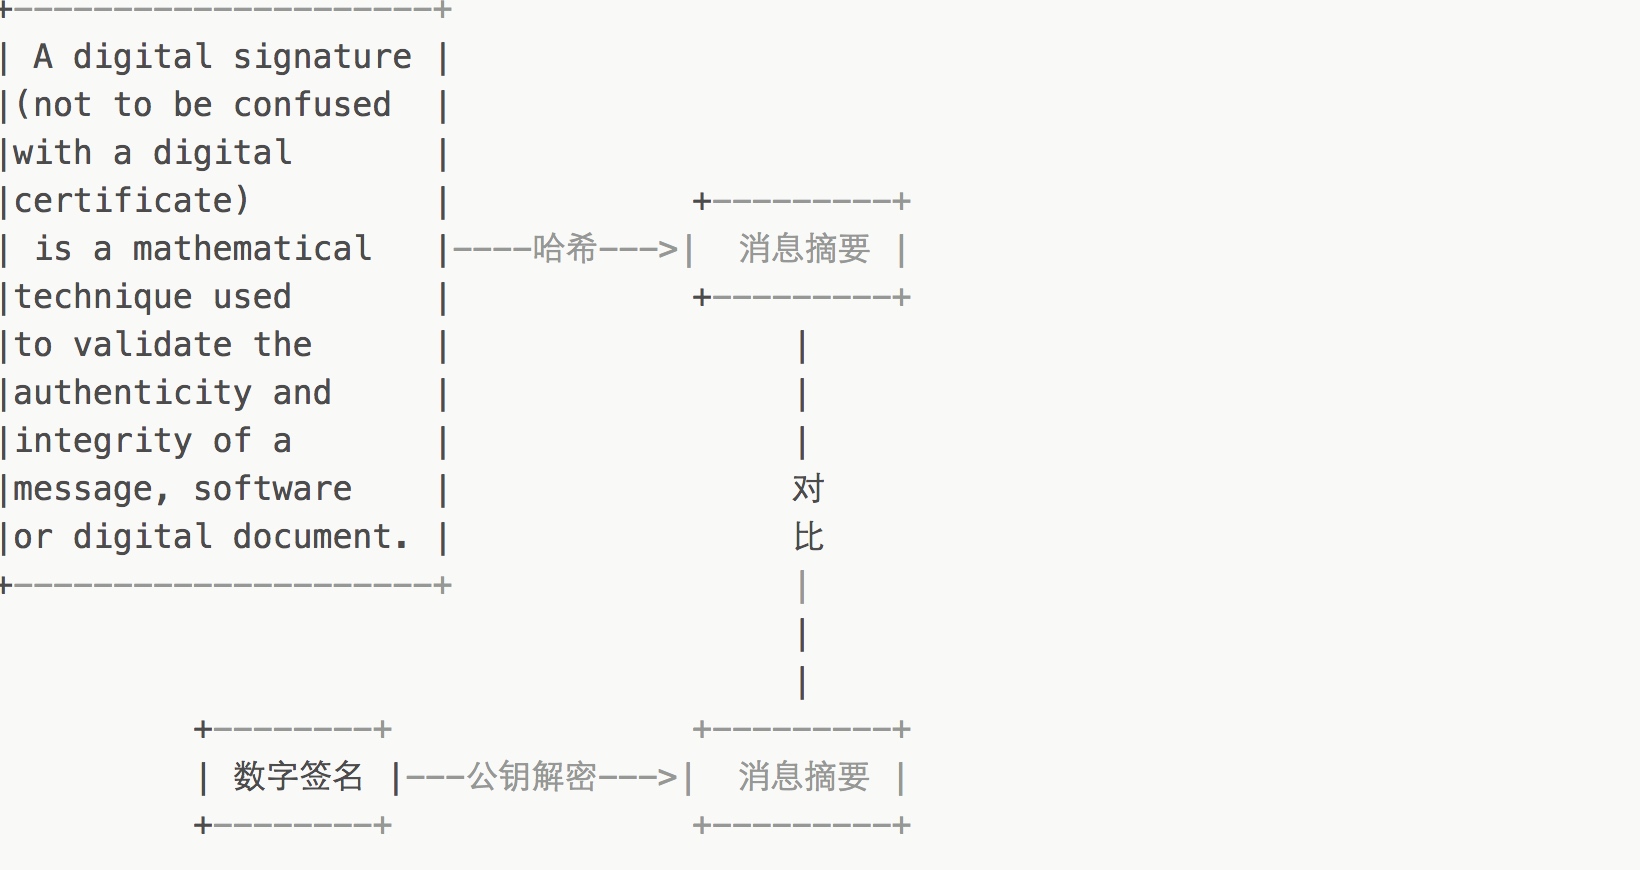 +---------------------+
| A digital signature |
|(not to be confused  |
|with a digital       |
|certificate)         |            +---------+
| is a mathematical   |----哈希--->|  消息摘要 |
|technique used       |            +---------+
|to validate the      |                 |
|authenticity and     |                 |
|integrity of a       |                 |
|message, software    |                 对
|or digital document. |                 比
+---------------------+                 |
                                        |
                                        |
          +--------+               +---------+
          | 数字签名 |---公钥解密--->|  消息摘要 |
          +--------+               +---------+